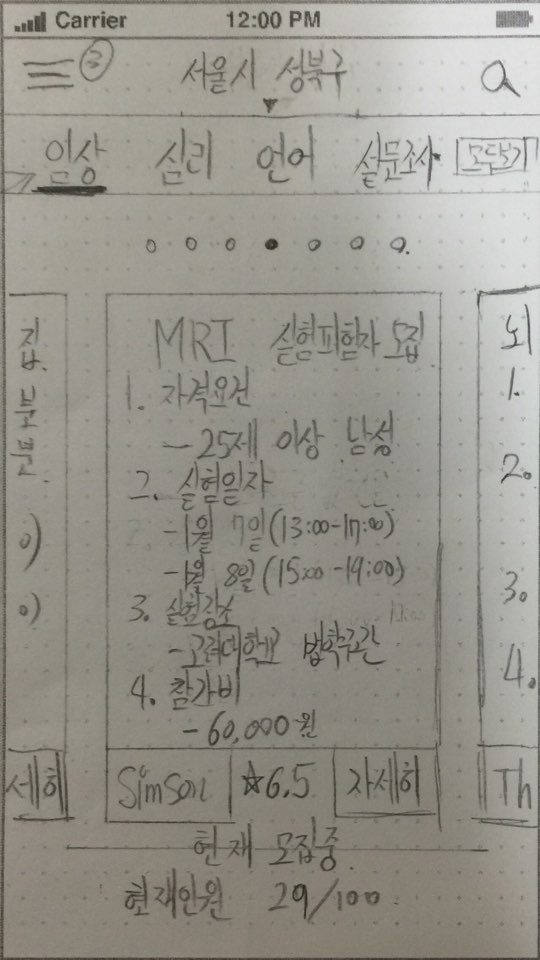 Carrier 12:00 PM
3
서울시 성북구
임상 심리 언어 설문조사 모두보기
MRI 실험피험자 모집
1. 자격요건
- 25세 이상 남성
2. 실험일자
- 1월 7일 (13:00-17:00)
- 1월 8일 (15:00-19:00)
3. 실험장소
- 고려대학교 법학구관
4. 참가비
- 60,000원
집
뇌
1.
2.
3.
4.
세히
Simson ☆6.5 자세히
Th
현재 모집중
현재인원 29/100